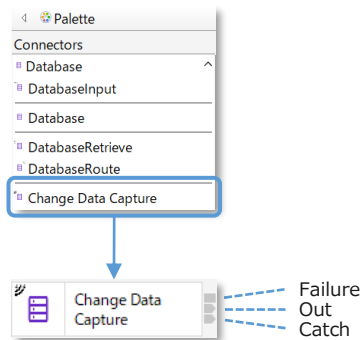 Palette
Connectors
Database
DatabaseInput
Database
DatabaseRetrieve
DatabaseRoute
Change Data Capture
Change Data
Capture
Failure
Out
Catch